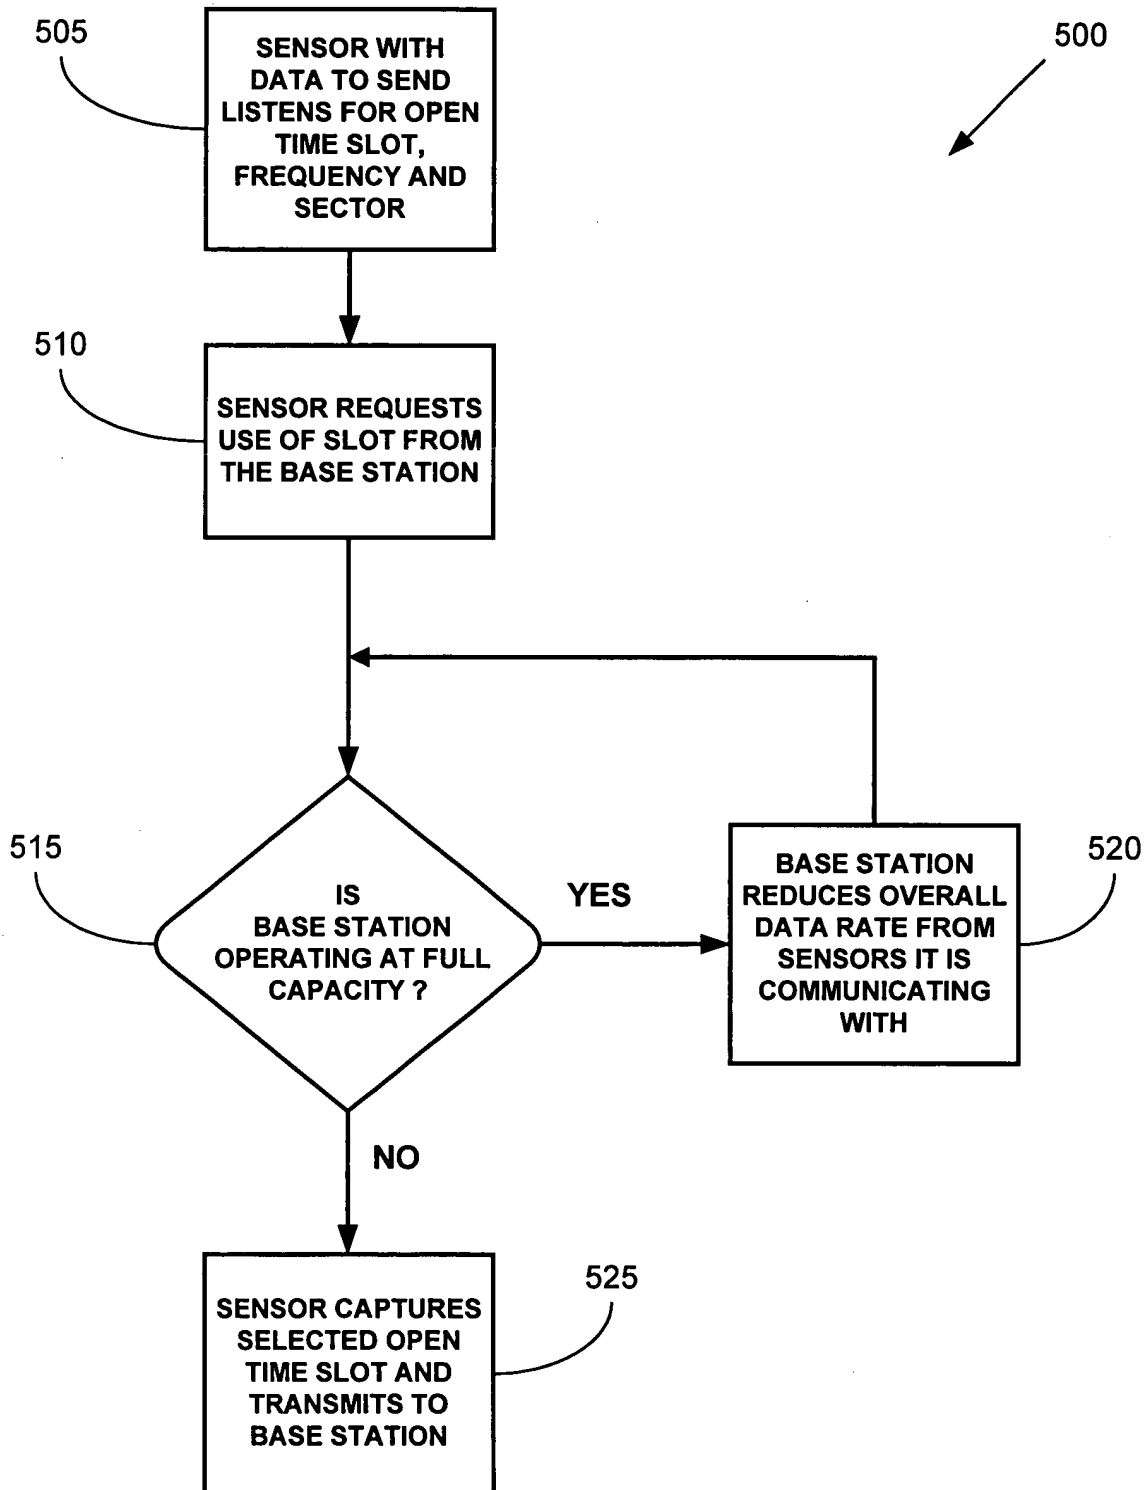 505
500
SENSOR WITH
DATA TO SEND
LISTENS FOR OPEN
TIME SLOT,
FREQUENCY AND
SECTOR
510
SENSOR REQUESTS
USE OF SLOT FROM
THE BASE STATION
515
IS
BASE STATION
OPERATING AT FULL
CAPACITY ?
YES
520
BASE STATION
REDUCES OVERALL
DATA RATE FROM
SENSORS IT IS
COMMUNICATING
WITH
NO
525
SENSOR CAPTURES
SELECTED OPEN
TIME SLOT AND
TRANSMITS TO
BASE STATION